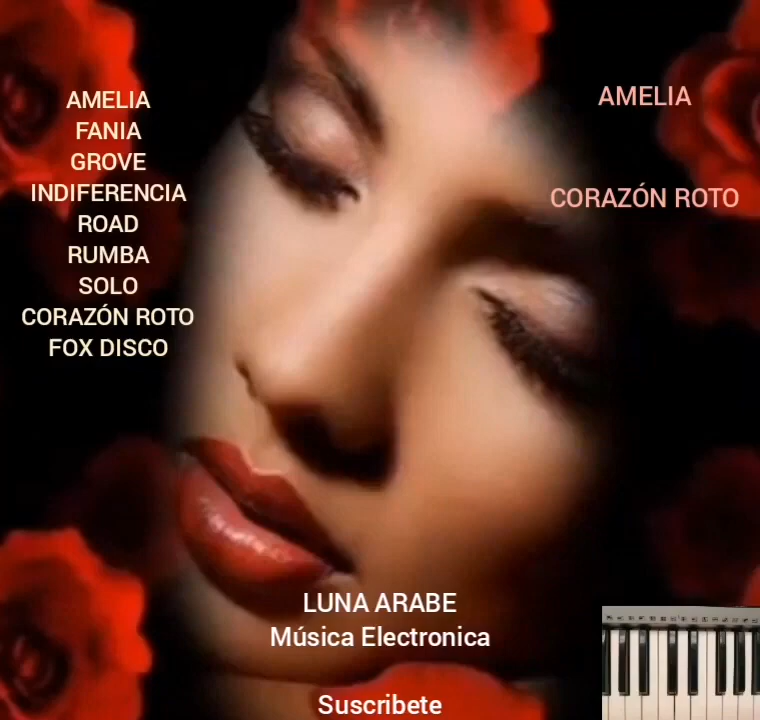 AMELIA
FANIA
GROVE
INDIFERENCIA
ROAD
RUMBA
SOLO
CORAZÓN ROTO
FOX DISCO
AMELIA
CORAZÓN ROTO
LUNA ARABE
Música Electronica
Suscribete